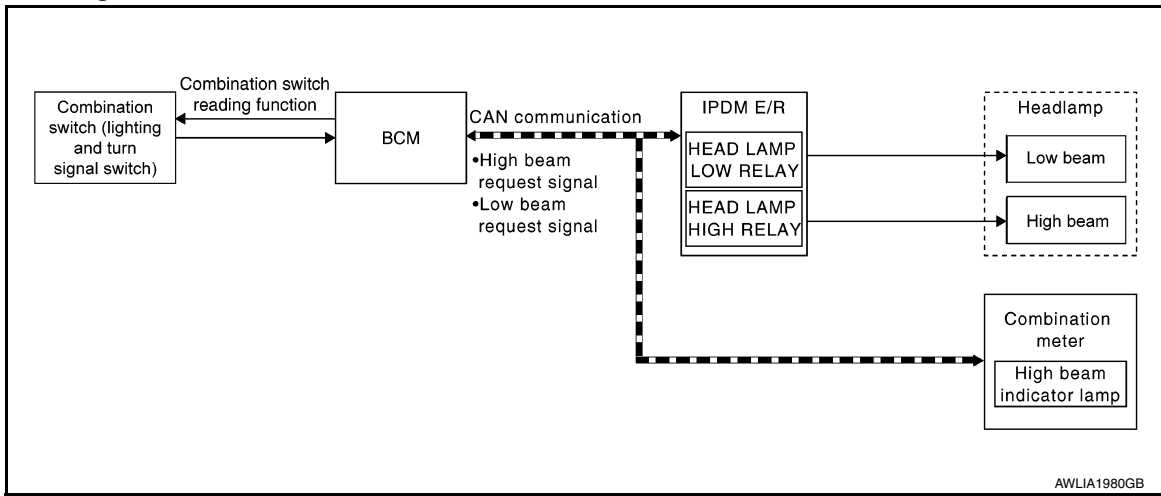 Combination switch
reading function
Combination
switch (lighting
and turn
signal switch)
BCM
CAN communication
•High beam
request signal
•Low beam
request signal
IPDM E/R
HEAD LAMP
LOW RELAY
HEAD LAMP
HIGH RELAY
Headlamp
Low beam
High beam
Combination
meter
High beam
indicator lamp
AWLIA1980GB